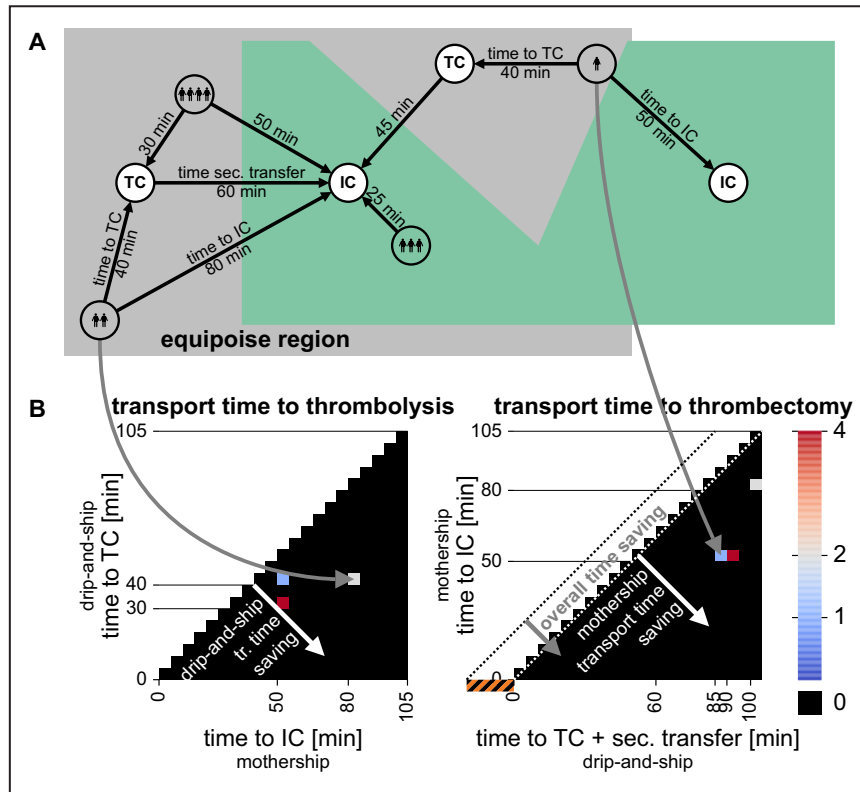 A
TC
time to TC
40 min
30 min
50 min
45 min
time to IC
50 min
TC
time sec. transfer
60 min
IC
IC
25 min
time to TC
40 min
time to IC
80 min
equipoise region
B
transport time to thrombolysis
105
drip-and-ship
time to TC [min]
40
30
0
drip-and-ship
tr. time
saving
0
50
80
105
time to IC [min]
mothership
transport time to thrombectomy
105
80
50
0
mothership
time to IC [min]
overall time saving
mothership
transport time
saving
0
60
85
90
100
time to TC + sec. transfer [min]
drip-and-ship
4
2
1
0